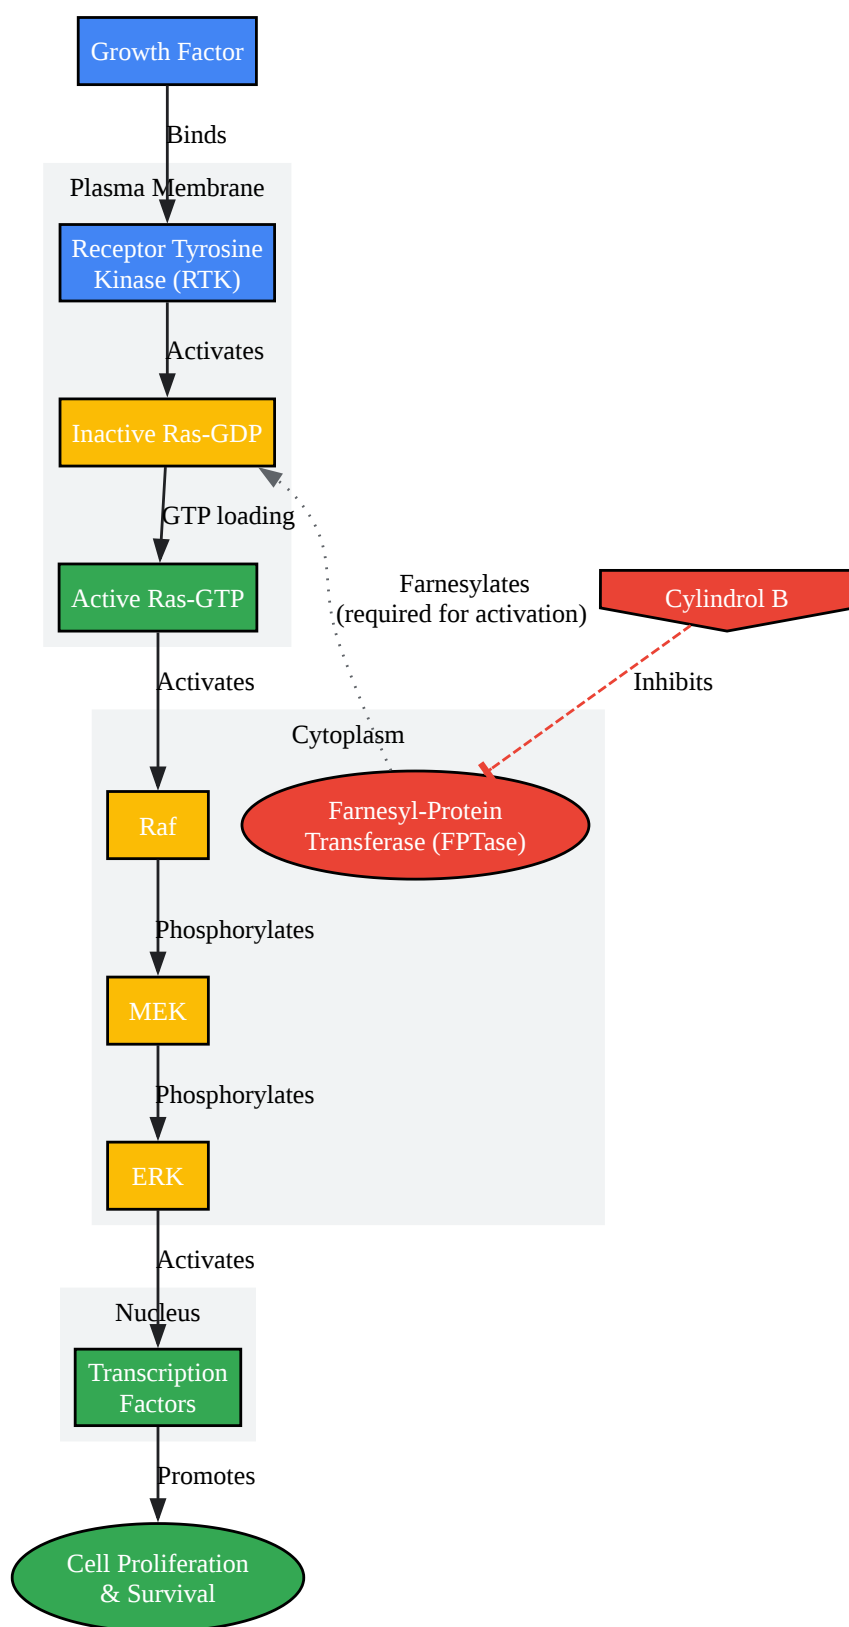 Growth Factor
Binds
Plasma Membrane
Receptor Tyrosine
Kinase (RTK)
Activates
Inactive Ras-GDP
GTP loading
Active Ras-GTP
Farnesylates
(required for activation)
Cylindrol B
Activates
Inhibits
Cytoplasm
Raf
Farnesyl-Protein
Transferase (FPTase)
Phosphorylates
MEK
Phosphorylates
ERK
Activates
Nucleus
Transcription
Factors
Promotes
Cell Proliferation
& Survival